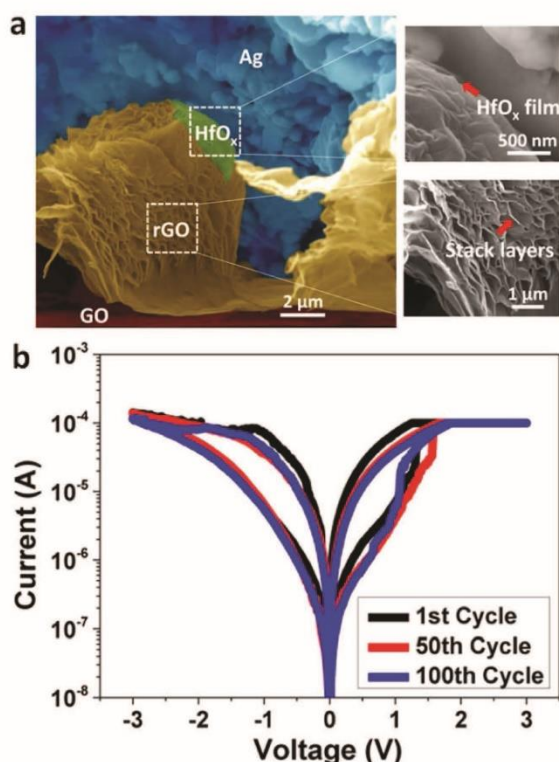 a
Ag
HfOₓ
rGO
GO
2 μm
HfOₓ film
500 nm
Stack layers
1 μm
b
Current (A)
10⁻³
10⁻⁴
10⁻⁵
10⁻⁶
10⁻⁷
10⁻⁸
1st Cycle
50th Cycle
100th Cycle
-3 -2 -1 0 1 2 3
Voltage (V)